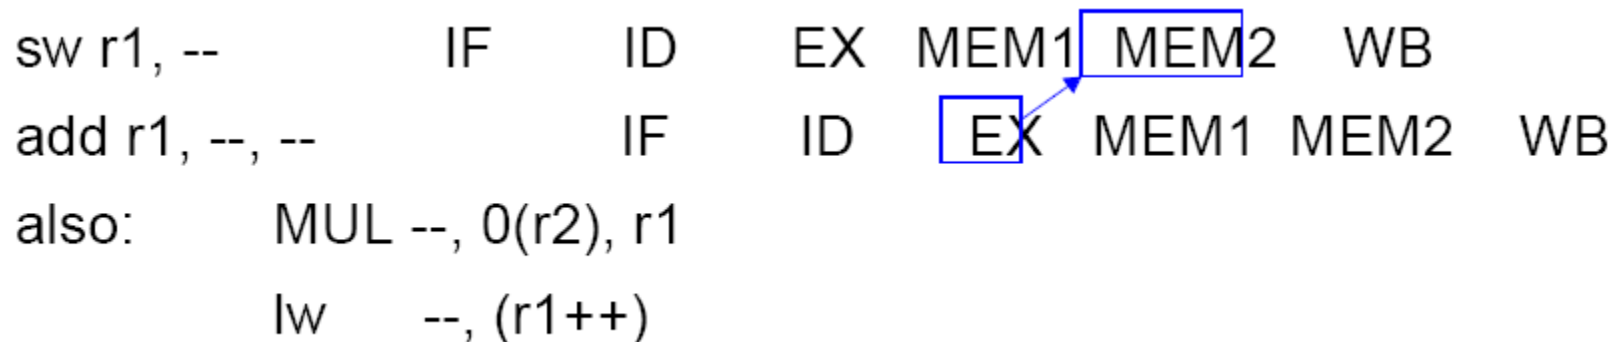 sw r1, -- IF ID EX MEM1 MEM2 WB
add r1, --, -- IF ID EX MEM1 MEM2 WB
also: MUL --, 0(r2), r1
lw --, (r1++)